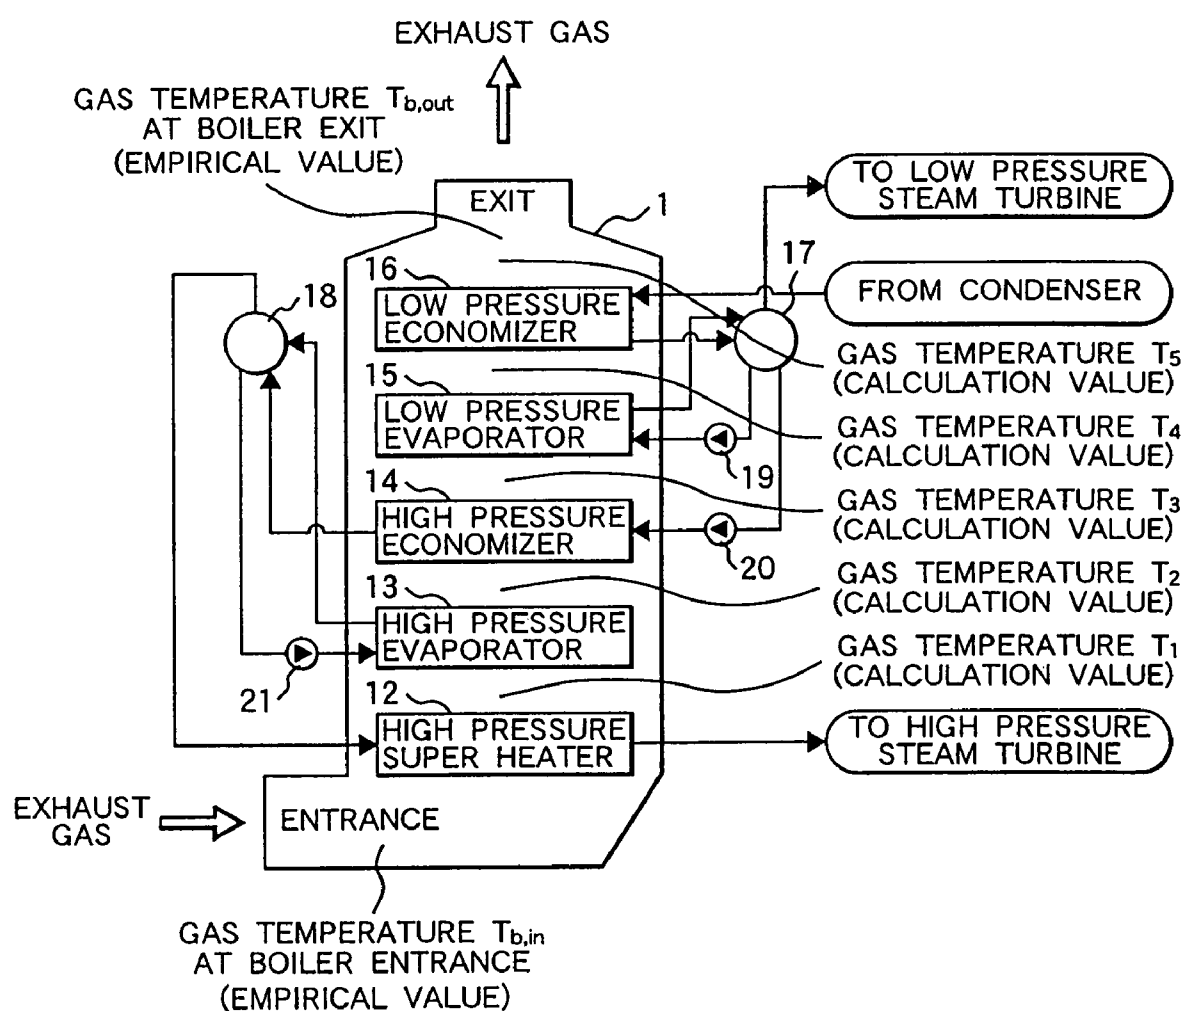 EXHAUST GAS
GAS TEMPERATURE Tb,out
AT BOILER EXIT
(EMPIRICAL VALUE)
TO LOW PRESSURE
STEAM TURBINE
EXIT
1
17
16
18
FROM CONDENSER
LOW PRESSURE
ECONOMIZER
GAS TEMPERATURE T5
(CALCULATION VALUE)
15
LOW PRESSURE
EVAPORATOR
GAS TEMPERATURE T4
(CALCULATION VALUE)
19
14
HIGH PRESSURE
ECONOMIZER
GAS TEMPERATURE T3
(CALCULATION VALUE)
20
13
GAS TEMPERATURE T2
(CALCULATION VALUE)
HIGH PRESSURE
EVAPORATOR
GAS TEMPERATURE T1
(CALCULATION VALUE)
21
12
HIGH PRESSURE
SUPER HEATER
TO HIGH PRESSURE
STEAM TURBINE
EXHAUST
GAS
ENTRANCE
GAS TEMPERATURE Tb,in
AT BOILER ENTRANCE
(EMPIRICAL VALUE)